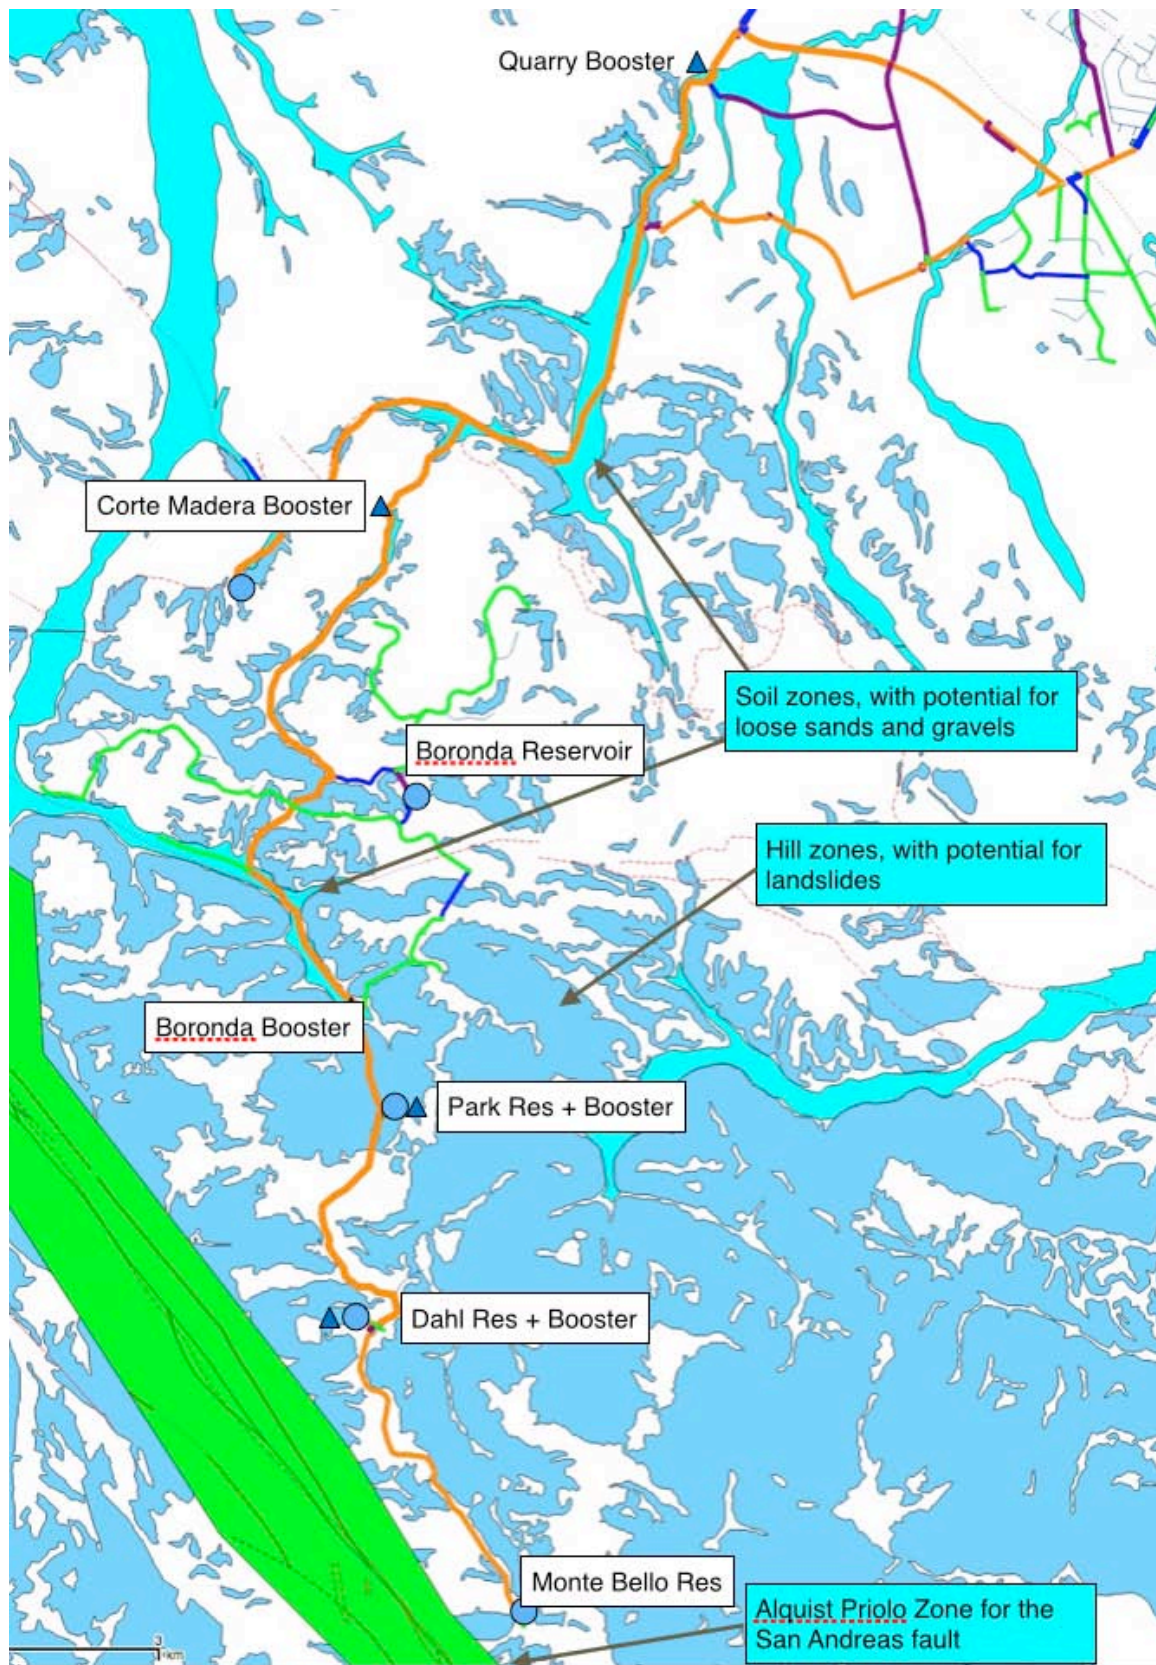 Quarry Booster
Corte Madera Booster
Soil zones, with potential for
loose sands and gravels
Boronda Reservoir
Hill zones, with potential for
landslides
Boronda Booster
Park Res + Booster
Dahl Res + Booster
Monte Bello Res
Alquist Priolo Zone for the
San Andreas fault
3
km